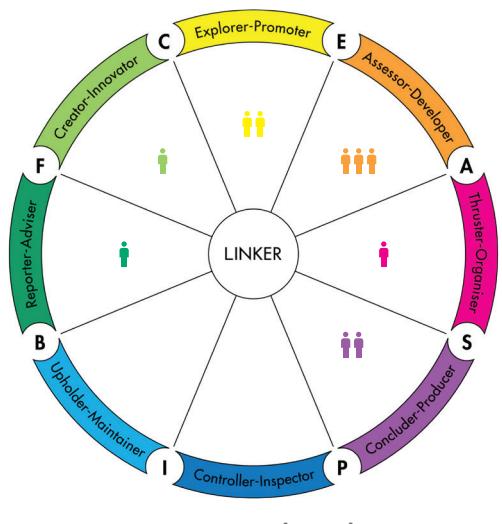 Explorer-Promoter
C
E
Creator-Innovator
Assessor-Developer
F
A
Reporter-Adviser
LINKER
Thruster-Organiser
B
S
Upholder-Maintainer
Concluder-Producer
I
Controller-Inspector
P